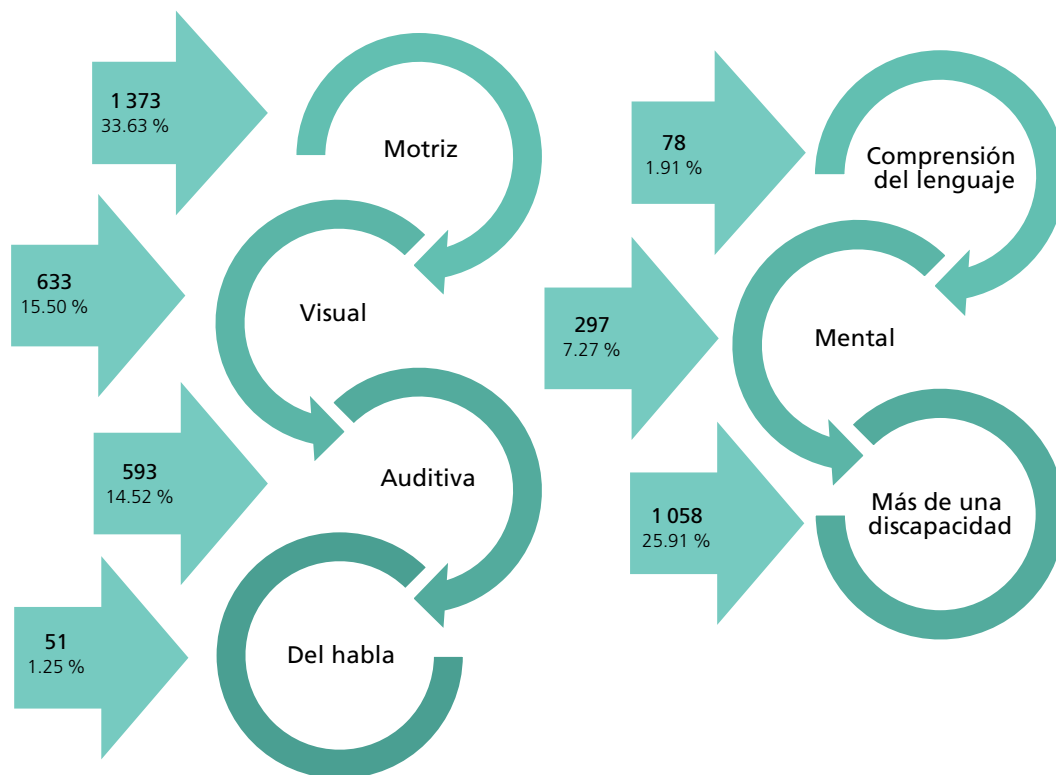 1 373
33.63 %
Motriz
633
15.50 %
Visual
593
14.52 %
Auditiva
51
1.25 %
Del habla
78
1.91 %
Comprensión
del lenguaje
297
7.27 %
Mental
1 058
25.91 %
Más de una
discapacidad